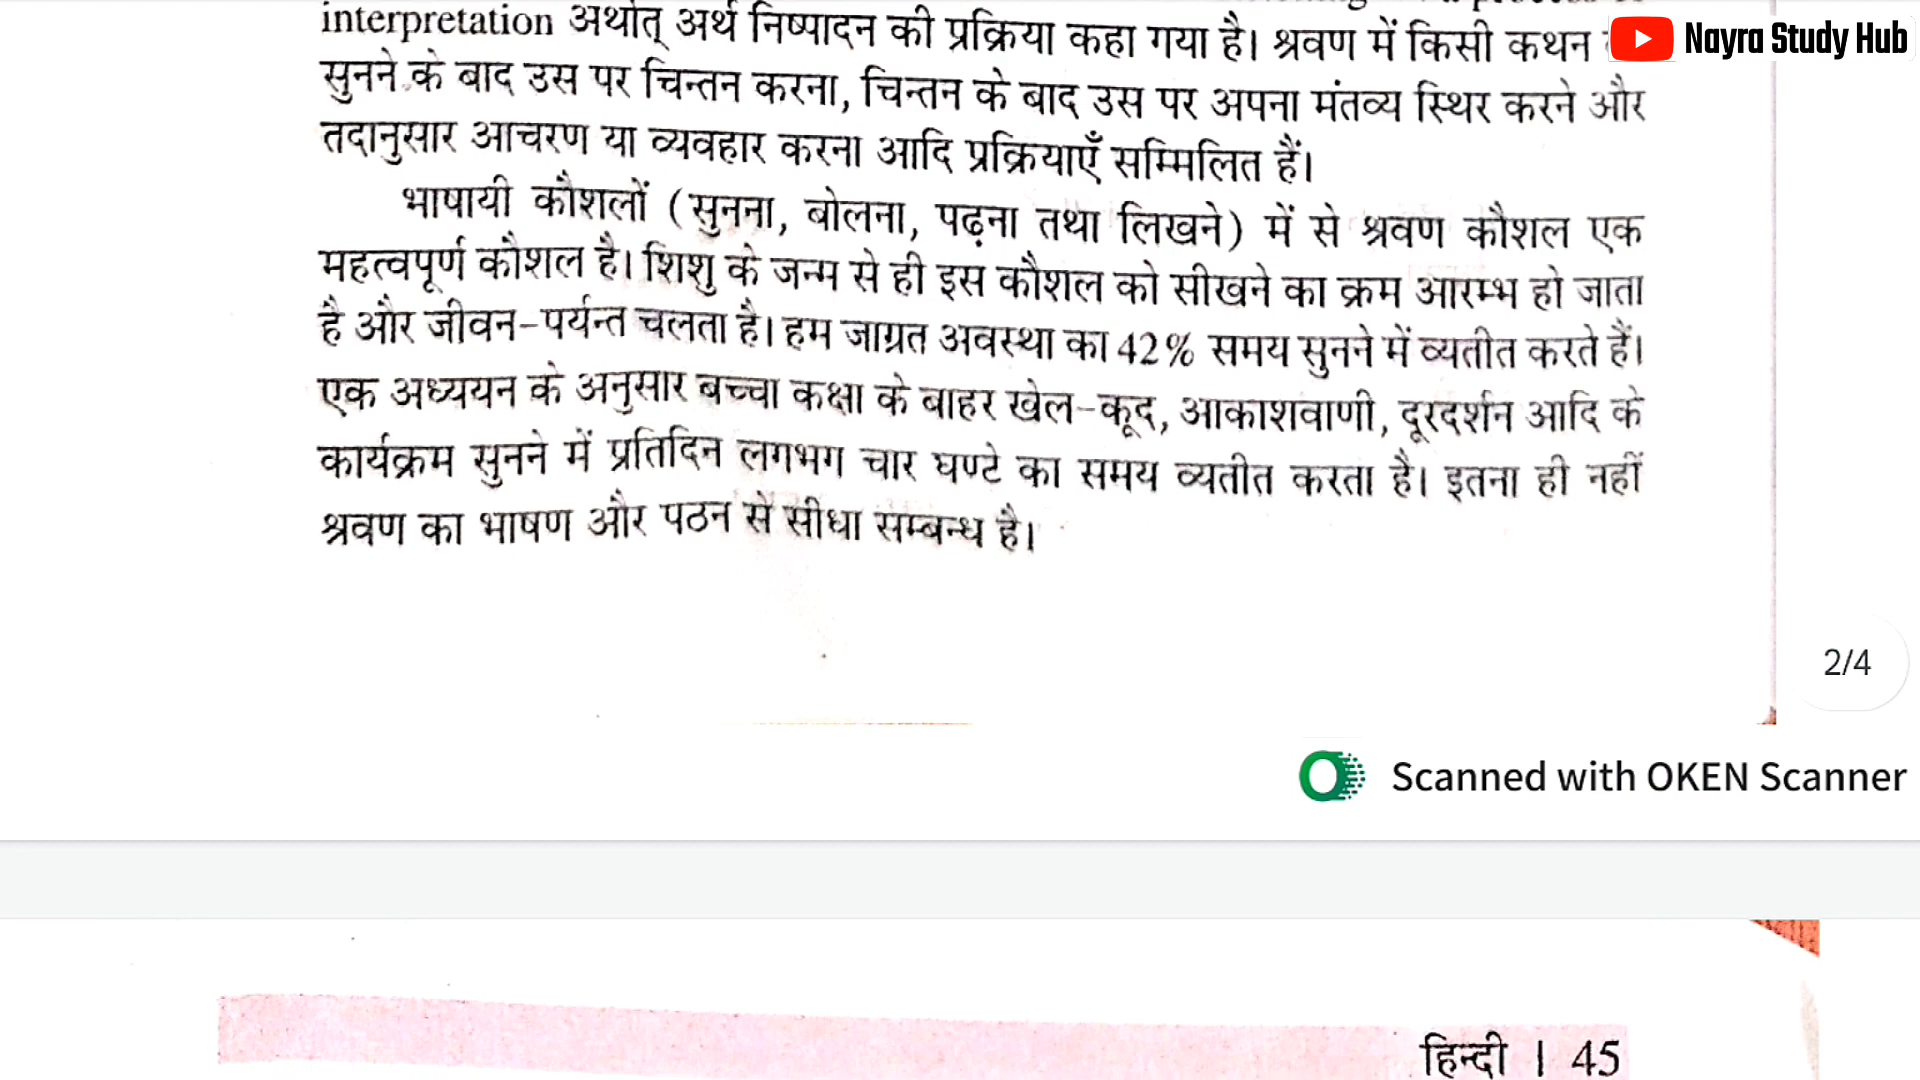 interpretation अर्थात् अर्थ निष्पादन की प्रक्रिया कहा गया है। श्रवण में किसी कथन
सुनने के बाद उस पर चिन्तन करना, चिन्तन के बाद उस पर अपना मंतव्य स्थिर करने और
तदानुसार आचरण या व्यवहार करना आदि प्रक्रियाएँ सम्मिलित हैं।
भाषायी कौशलों (सुनना, बोलना, पढ़ना तथा लिखने) में से श्रवण कौशल एक
महत्वपूर्ण कौशल है। शिशु के जन्म से ही इस कौशल को सीखने का क्रम आरम्भ हो जाता
है और जीवन-पर्यन्त चलता है। हम जाग्रत अवस्था का 42% समय सुनने में व्यतीत करते हैं।
एक अध्ययन के अनुसार बच्चा कक्षा के बाहर खेल-कूद, आकाशवाणी, दूरदर्शन आदि के
कार्यक्रम सुनने में प्रतिदिन लगभग चार घण्टे का समय व्यतीत करता है। इतना ही नहीं
श्रवण का भाषण और पठन से सीधा सम्बन्ध है।
Nayra Study Hub
2/4
Scanned with OKEN Scanner
हिन्दी | 45